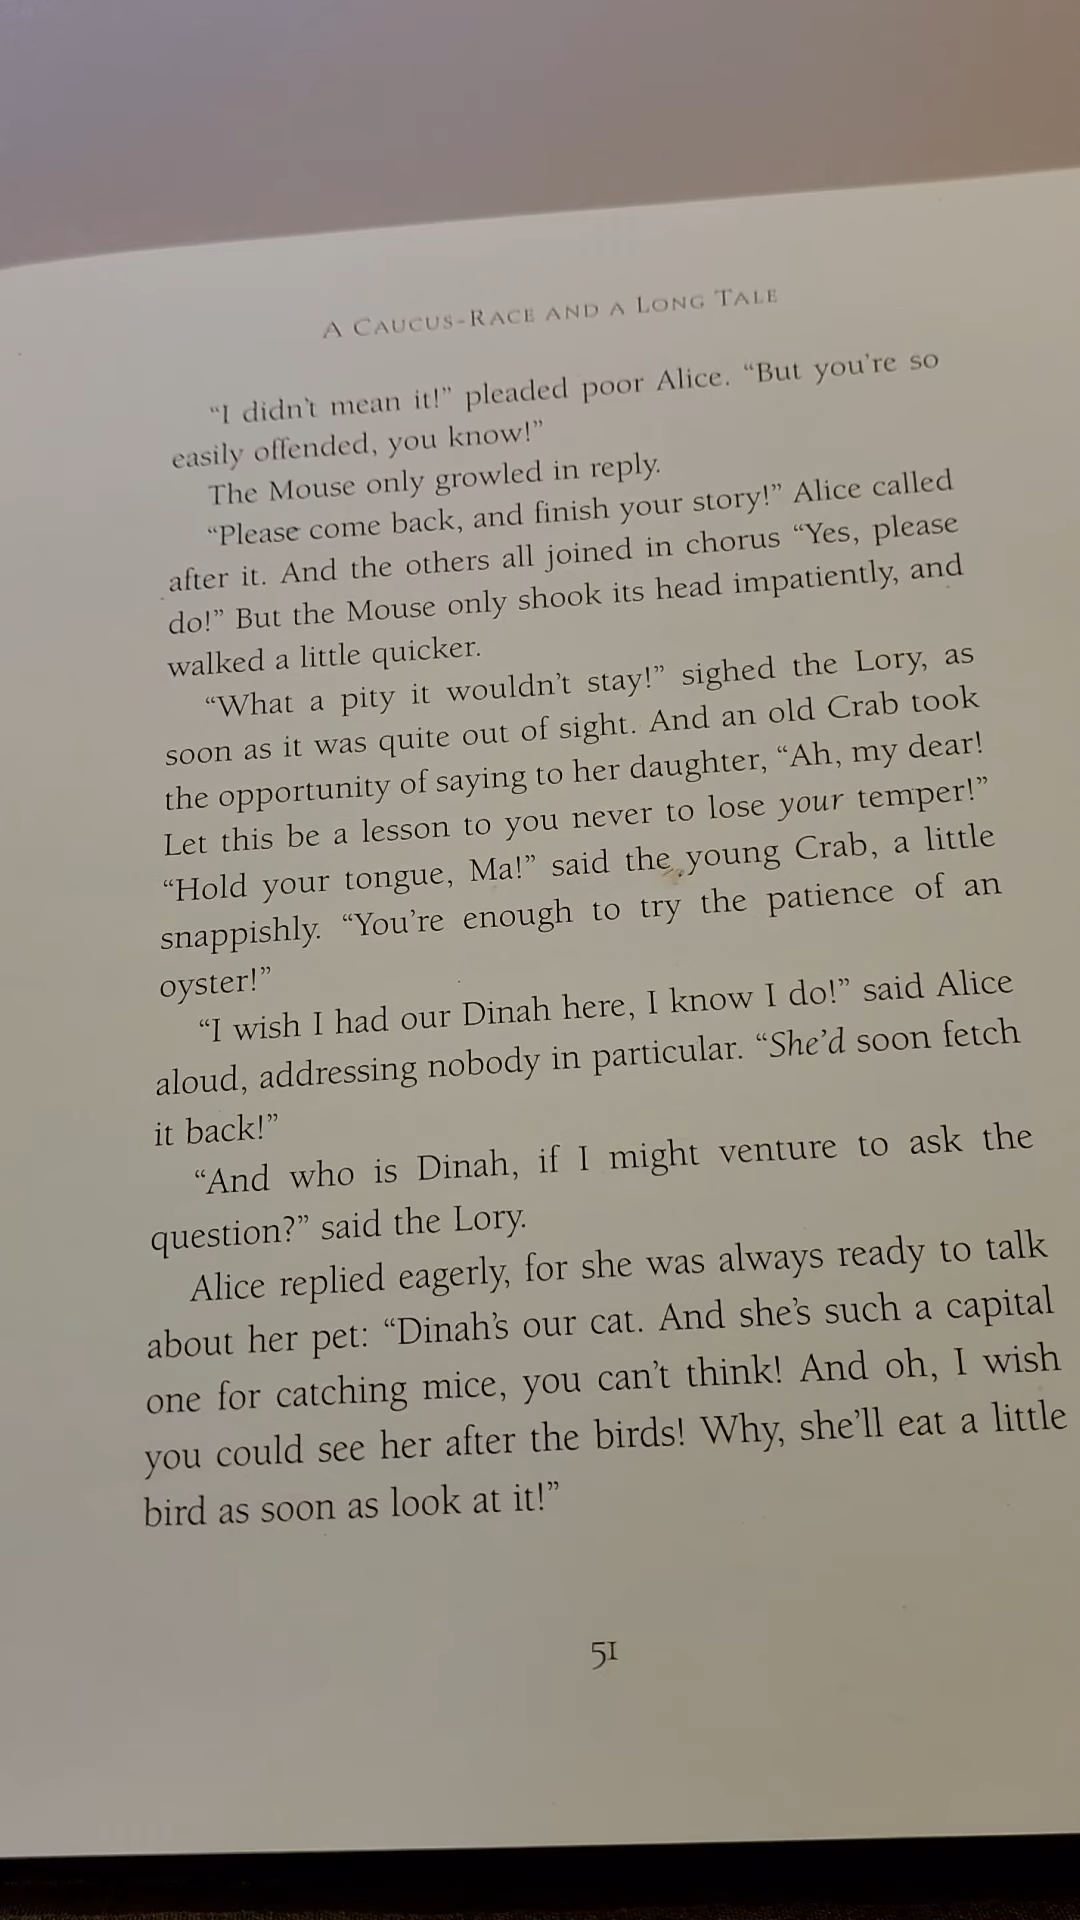 A Caucus-Race and a Long Tale
“I didn’t mean it!” pleaded poor Alice. “But you’re so
easily offended, you know!”
The Mouse only growled in reply.
“Please come back, and finish your story!” Alice called
after it. And the others all joined in chorus “Yes, please
do!” But the Mouse only shook its head impatiently, and
walked a little quicker.
“What a pity it wouldn’t stay!” sighed the Lory, as
soon as it was quite out of sight. And an old Crab took
the opportunity of saying to her daughter, “Ah, my dear!
Let this be a lesson to you never to lose your temper!”
“Hold your tongue, Ma!” said the young Crab, a little
snappishly. “You’re enough to try the patience of an
oyster!”
“I wish I had our Dinah here, I know I do!” said Alice
aloud, addressing nobody in particular. “She’d soon fetch
it back!”
“And who is Dinah, if I might venture to ask the
question?” said the Lory.
Alice replied eagerly, for she was always ready to talk
about her pet: “Dinah’s our cat. And she’s such a capital
one for catching mice, you can’t think! And oh, I wish
you could see her after the birds! Why, she’ll eat a little
bird as soon as look at it!”
51